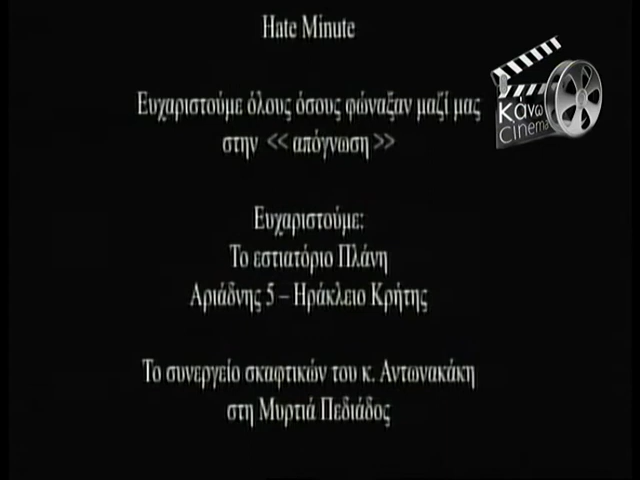 Hate Minute
Ευχαριστούμε όλους όσους φώναξαν μαζί μας
στην << απόγνωση >>
Ευχαριστούμε:
Το εστιατόριο Πλάνη
Αριάδνης 5 – Ηράκλειο Κρήτης
Το συνεργείο σκαφτικών του κ. Αντωνακάκη
στη Μυρτιά Πεδιάδος
Κάνω
cinema